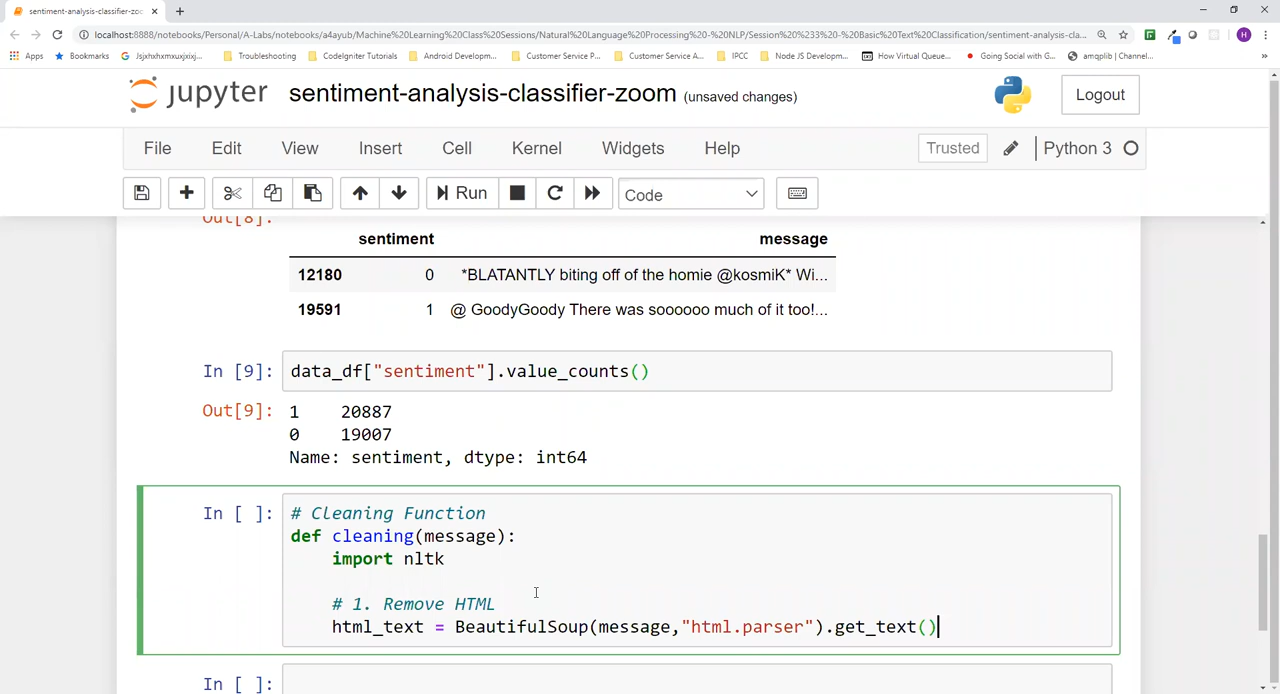 sentiment-analysis-classifier-zoo
localhost:8888/notebooks/Personal/A-Labs/notebooks/a4ayub/Machine%20Learning%20Class%20Sessions/Natural%20Language%20Processing%20-%20NLP/Session%20%233%20-%20Basic%20Text%20Classification/sentiment-analysis-cla...
Apps Bookmarks Jsjxhxhxmxuxjxixj... Troubleshooting CodeIgniter Tutorials Android Developm... Customer Service P... Customer Service A... IPCC Node JS Developm... How Virtual Queue... Going Social with G... amqplib | Channel... »
jupyter sentiment-analysis-classifier-zoom (unsaved changes) Logout
File Edit View Insert Cell Kernel Widgets Help Trusted Python 3
Run Code
Out[8]:
sentiment message
12180 0 *BLATANTLY biting off of the homie @kosmiK* Wi...
19591 1 @ GoodyGoody There was soooooo much of it too!...
In [9]: data_df["sentiment"].value_counts()
Out[9]: 1 20887
0 19007
Name: sentiment, dtype: int64
In [ ]: # Cleaning Function
def cleaning(message):
import nltk
# 1. Remove HTML
html_text = BeautifulSoup(message,"html.parser").get_text()
In [ ]: